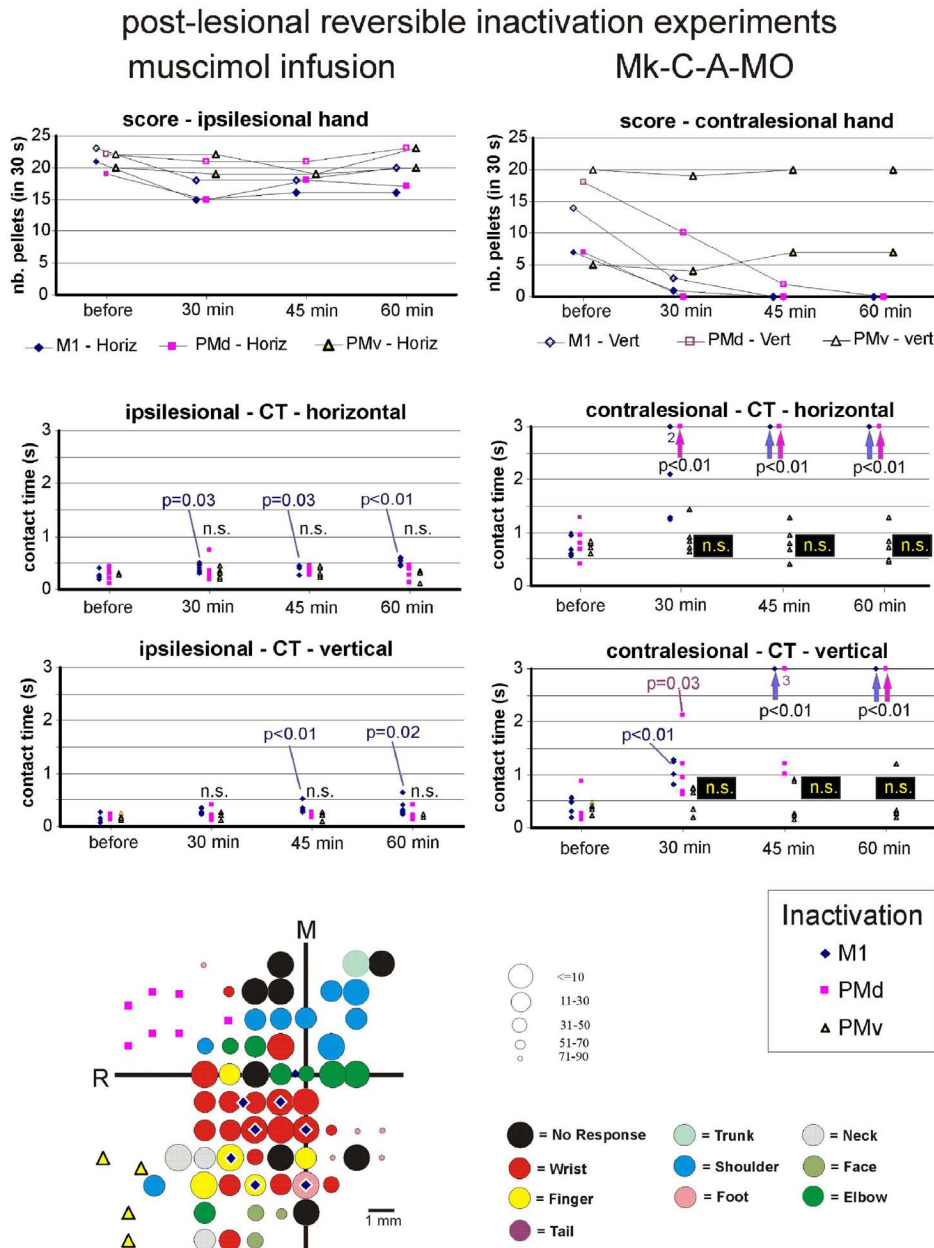 post-lesional reversible inactivation experiments
muscimol infusion Mk-C-A-MO
score - ipsilesional hand
nb. pellets (in 30 s)
25
20
15
10
5
0
before 30 min 45 min 60 min
M1 - Horiz PMd - Horiz PMv - Horiz
score - contralesional hand
nb. pellets (in 30 s)
25
20
15
10
5
0
before 30 min 45 min 60 min
M1 - Vert PMd - Vert PMv - vert
ipsilesional - CT - horizontal
contact time (s)
3
2
1
0
p=0.03 p=0.03 p<0.01
n.s. n.s. n.s.
before 30 min 45 min 60 min
contralesional - CT - horizontal
contact time (s)
3
2
1
0
2
p<0.01 p<0.01 p<0.01
n.s. n.s. n.s.
before 30 min 45 min 60 min
ipsilesional - CT - vertical
contact time (s)
3
2
1
0
p<0.01 p=0.02
n.s. n.s. n.s.
before 30 min 45 min 60 min
contralesional - CT - vertical
contact time (s)
3
2
1
0
p=0.03 3
p<0.01 p<0.01
p<0.01
n.s. n.s. n.s.
before 30 min 45 min 60 min
M
R
1 mm
<=10
11-30
31-50
51-70
71-90
Inactivation
M1
PMd
PMv
= No Response = Trunk = Neck
= Wrist = Shoulder = Face
= Finger = Foot = Elbow
= Tail